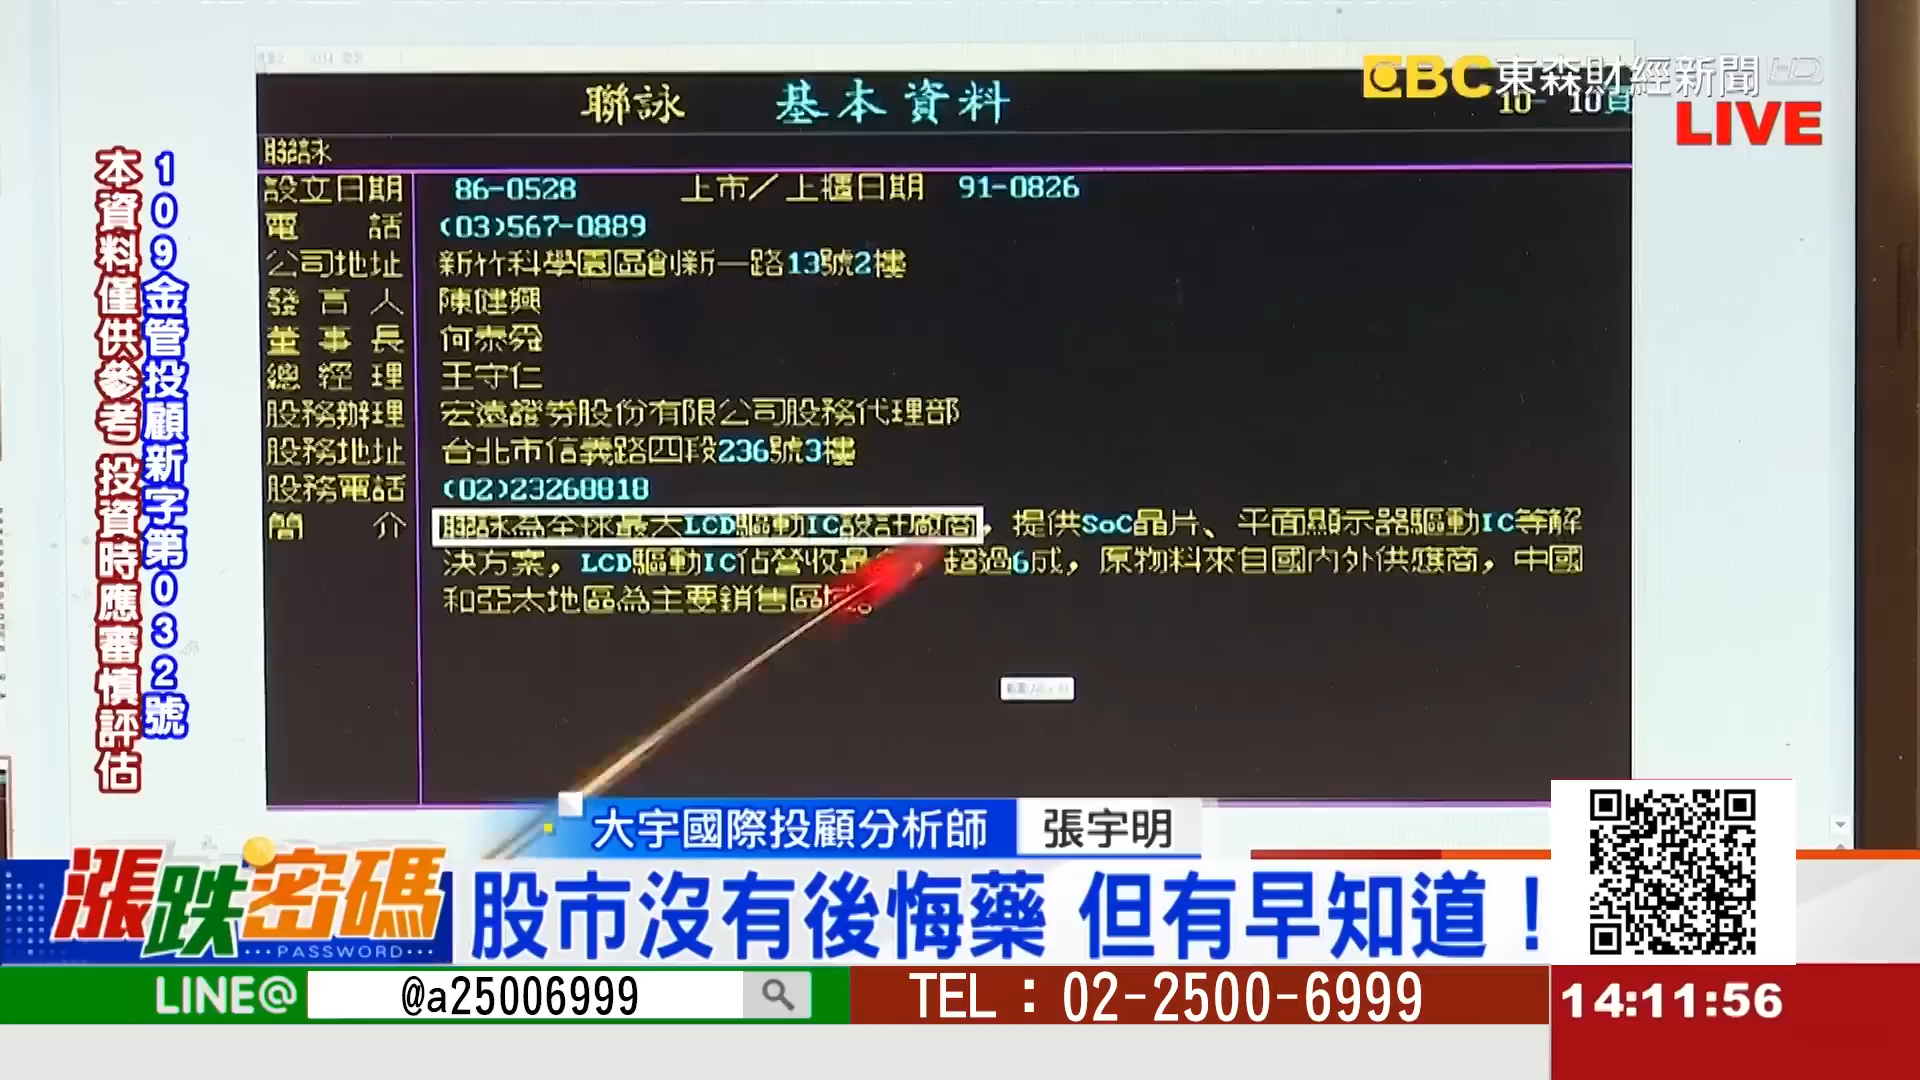 東森財經新聞 HD
LIVE
聯詠 基本資料 10- 10頁
聯詠
設立日期 86-0528 上市／上櫃日期 91-0826
電話 (03)567-0889
公司地址 新竹科學園區創新一路13號2樓
發言人 陳健興
董事長 何泰舜
總經理 王守仁
股務辦理 宏遠證券股份有限公司股務代理部
股務地址 台北市信義路四段236號3樓
股務電話 (02)23268818
簡介 聯詠為全球最大LCD驅動IC設計廠商，提供SoC晶片、平面顯示器驅動IC等解
決方案，LCD驅動IC佔營收最 ，超過6成，原物料來自國內外供應商，中國
和亞太地區為主要銷售區域。
109金管投顧新字第032號
本資料僅供參考投資時應審慎評估
大宇國際投顧分析師 張宇明
漲跌密碼
PASSWORD
股市沒有後悔藥 但有早知道！
LINE@ @a25006999
TEL：02-2500-6999
14:11:56